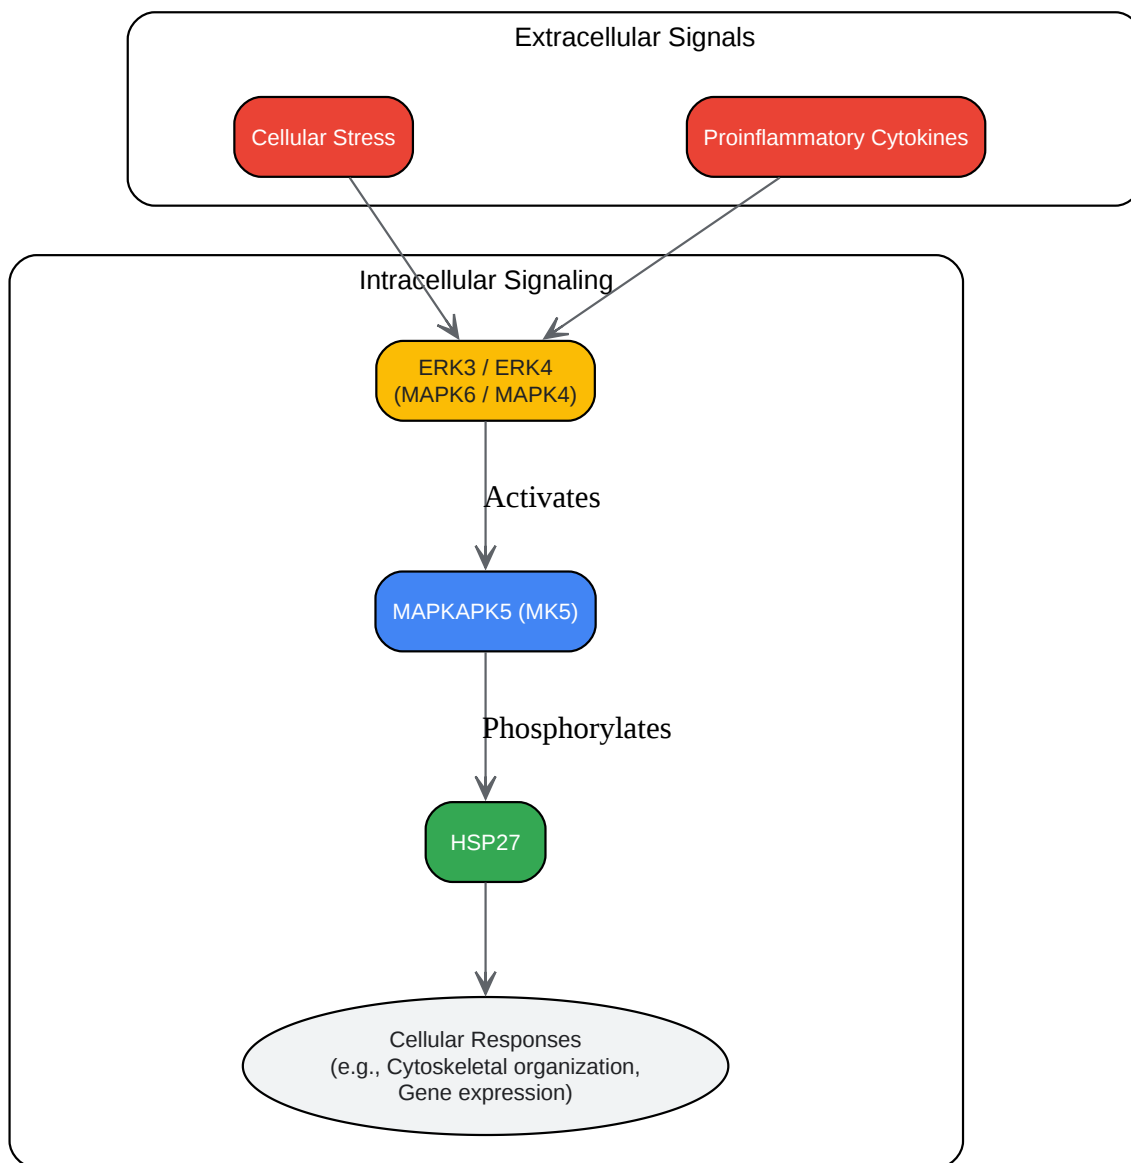 Extracellular Signals
Cellular Stress
Proinflammatory Cytokines
Intracellular Signaling
ERK3 / ERK4
(MAPK6 / MAPK4)
Activates
MAPKAPK5 (MK5)
Phosphorylates
HSP27
Cellular Responses
(e.g., Cytoskeletal organization,
Gene expression)